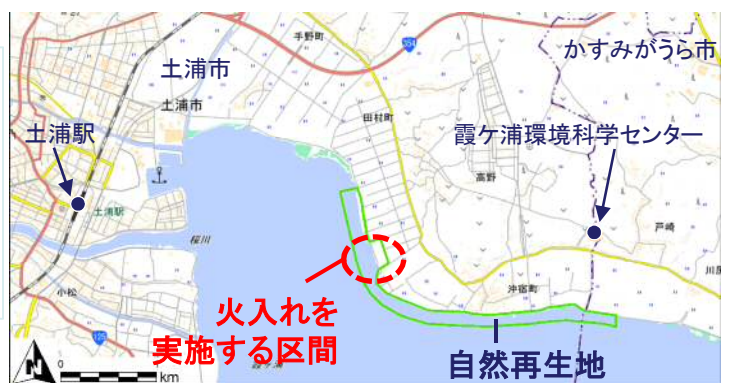 手野町
354
かすみがうら市
土浦市
土浦市
田村町
土浦駅
霞ケ浦環境科学センター
高野
土浦駅
戸崎
桜川
川尻
小松
沖宿町
火入れを
実施する区間
自然再生地
N
0
km